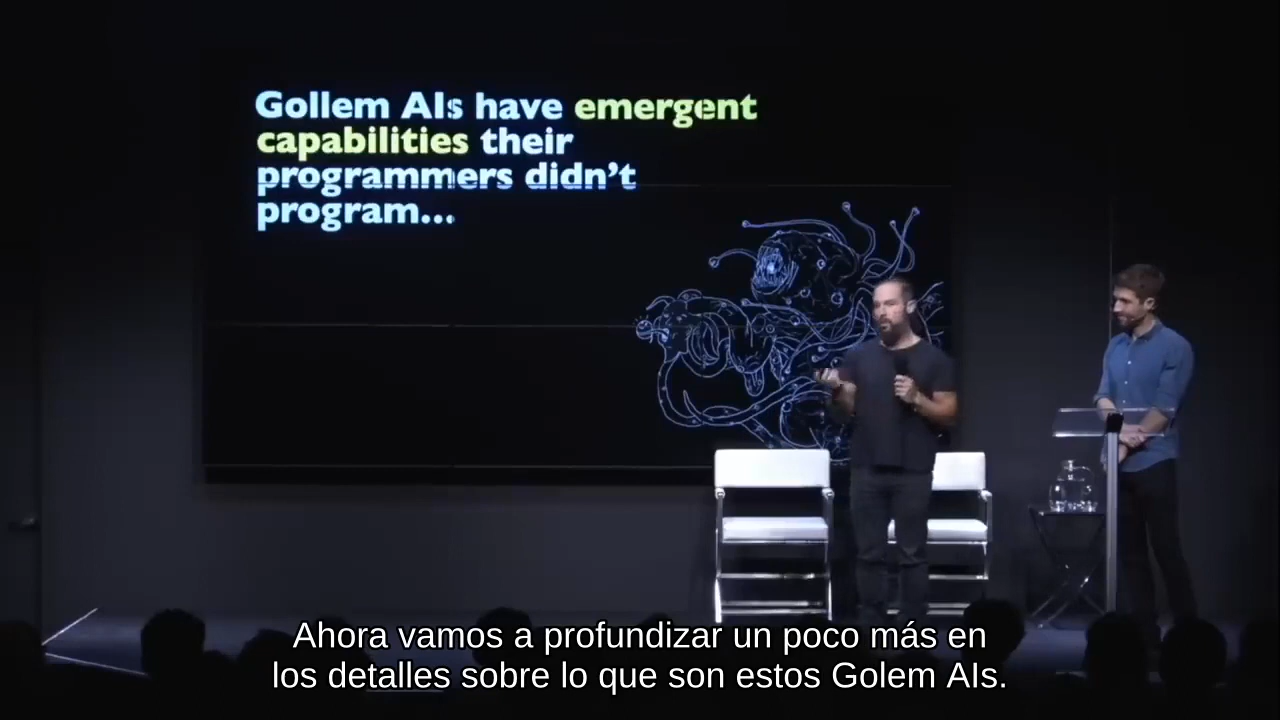 Gollem AIs have emergent
capabilities their
programmers didn't
program...
Ahora vamos a profundizar un poco más en
los detalles sobre lo que son estos Golem AIs.